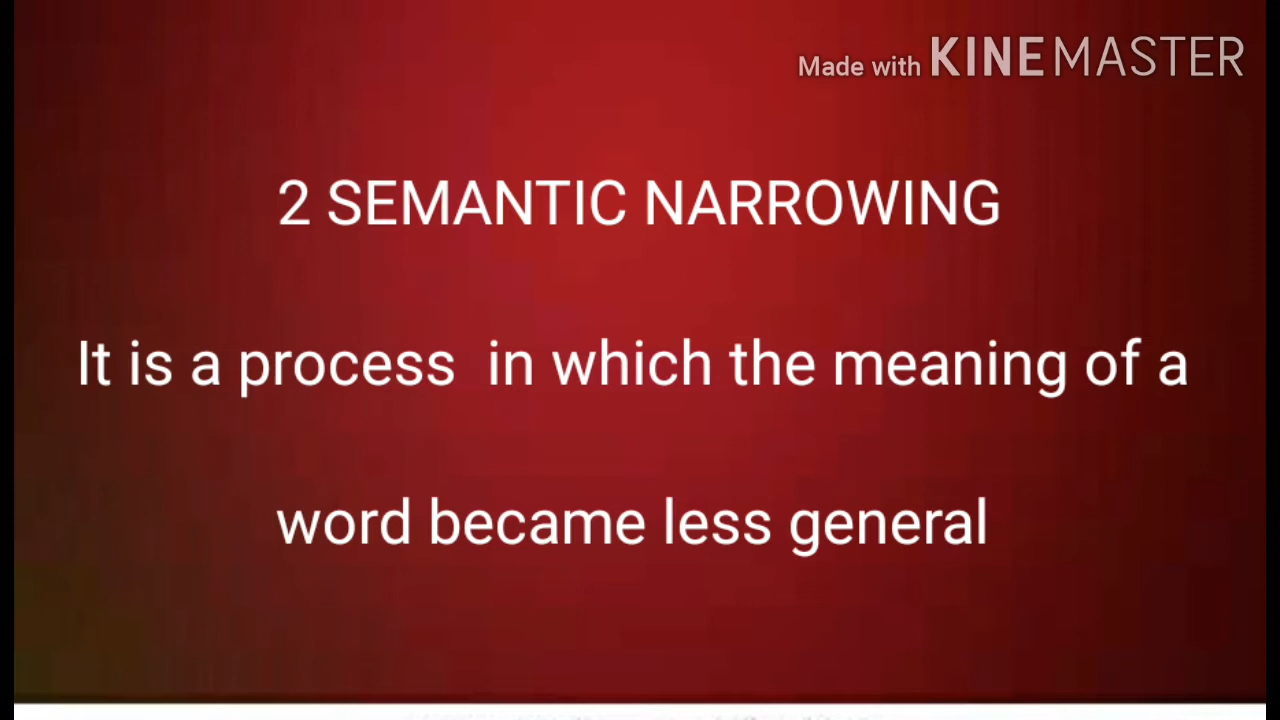 Made with KINEMASTER
2 SEMANTIC NARROWING
It is a process in which the meaning of a
word became less general